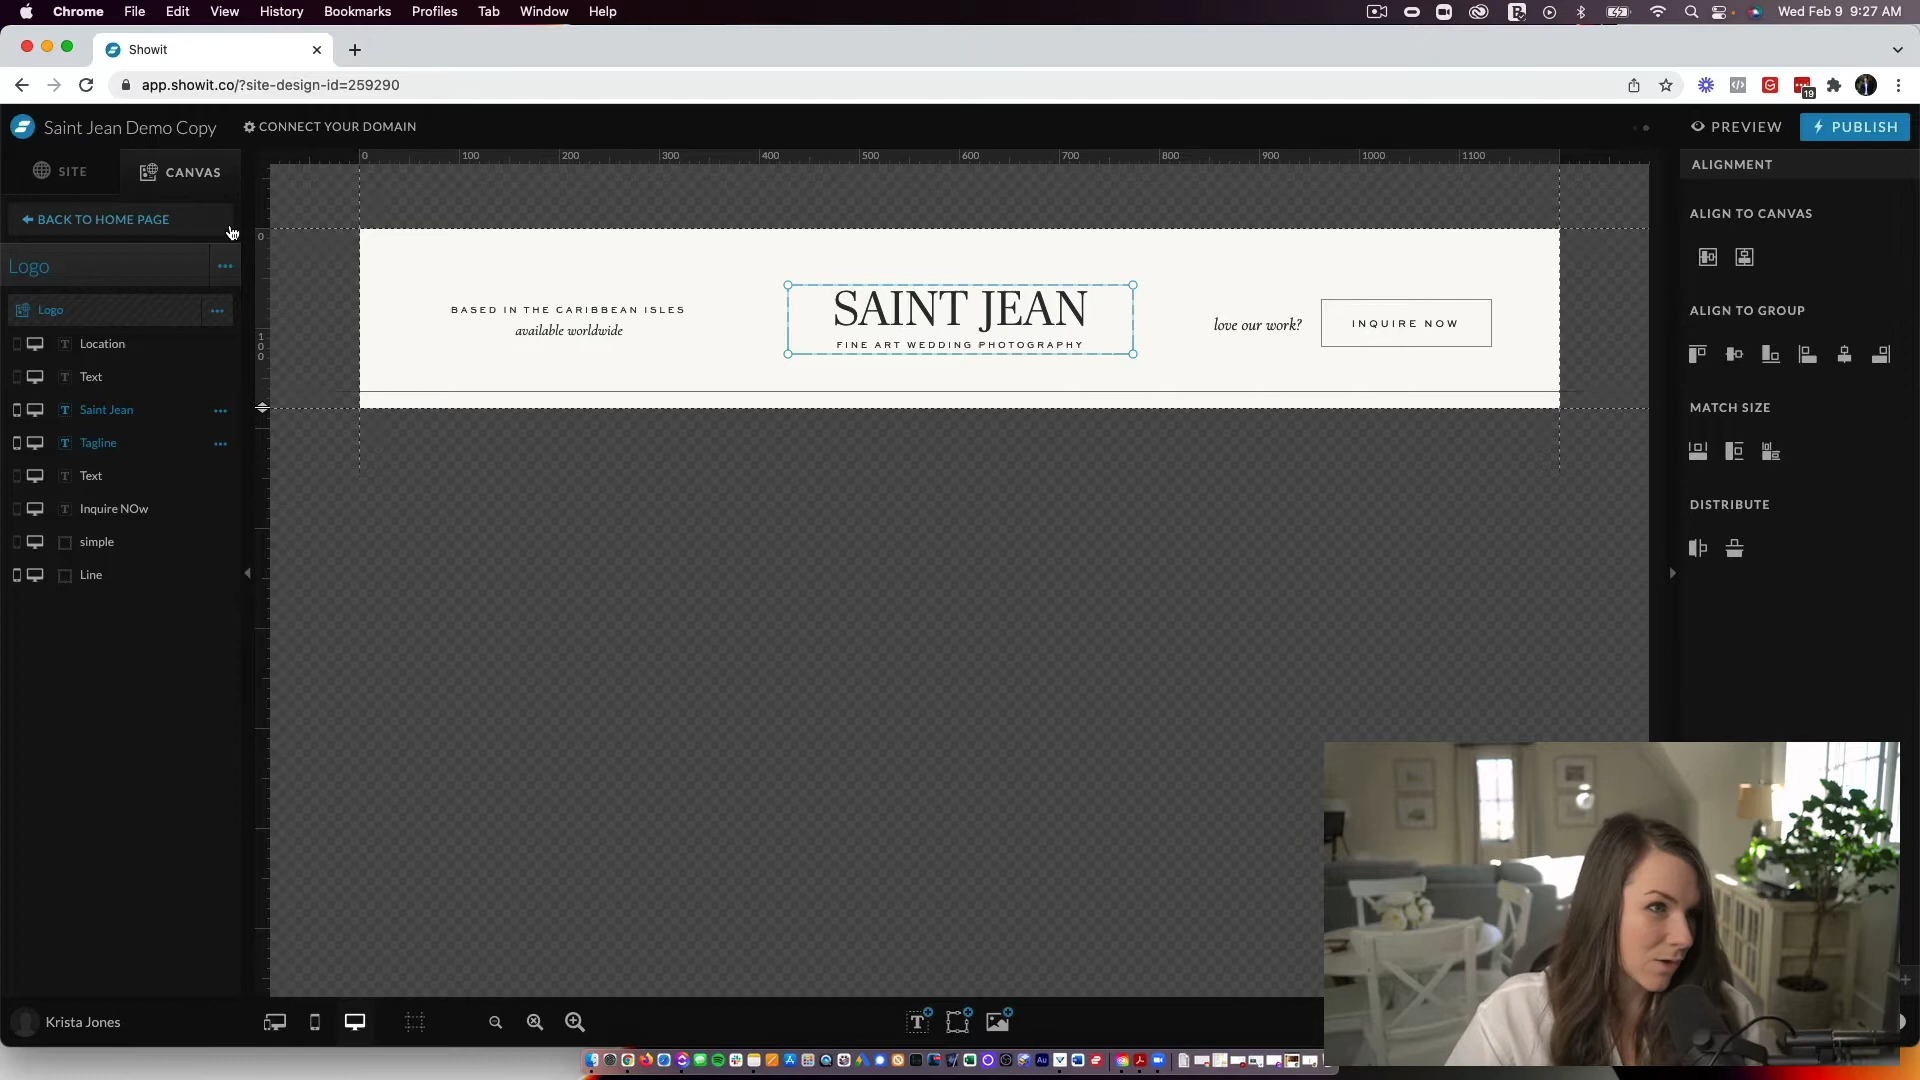 Chrome File Edit View History Bookmarks Profiles Tab Window Help
Wed Feb 9 9:27 AM
Showit
app.showit.co/?site-design-id=259290
19
Saint Jean Demo Copy
CONNECT YOUR DOMAIN
PREVIEW
PUBLISH
SITE
CANVAS
BACK TO HOME PAGE
Logo
Logo
Location
Text
Saint Jean
Tagline
Text
Inquire NOw
simple
Line
Krista Jones
0 100 200 300 400 500 600 700 800 900 1000 1100
0
100
BASED IN THE CARIBBEAN ISLES
available worldwide
SAINT JEAN
FINE ART WEDDING PHOTOGRAPHY
love our work?
INQUIRE NOW
ALIGNMENT
ALIGN TO CANVAS
ALIGN TO GROUP
MATCH SIZE
DISTRIBUTE